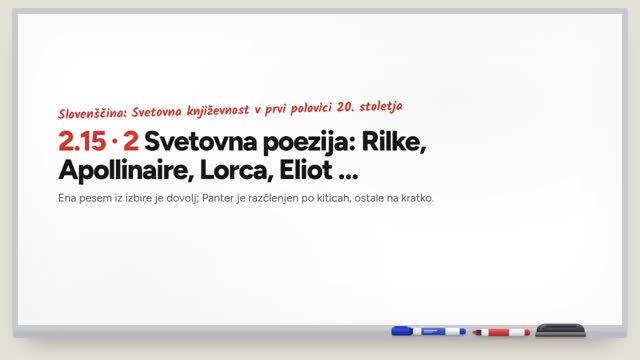 Slovenščina: Svetovna književnost v prvi polovici 20. stoletja
2.15 · 2 Svetovna poezija: Rilke,
Apollinaire, Lorca, Eliot ...
Ena pesem iz izbire je dovolj; Panter je razčlenjen po kiticah, ostale na kratko.